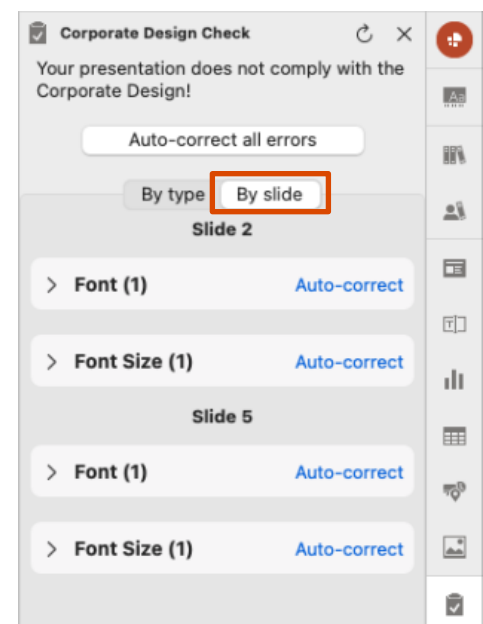 Corporate Design Check
Your presentation does not comply with the
Corporate Design!
Auto-correct all errors
By type
By slide
Slide 2
Font (1)
Auto-correct
Font Size (1)
Auto-correct
Slide 5
Font (1)
Auto-correct
Font Size (1)
Auto-correct
Aa
T